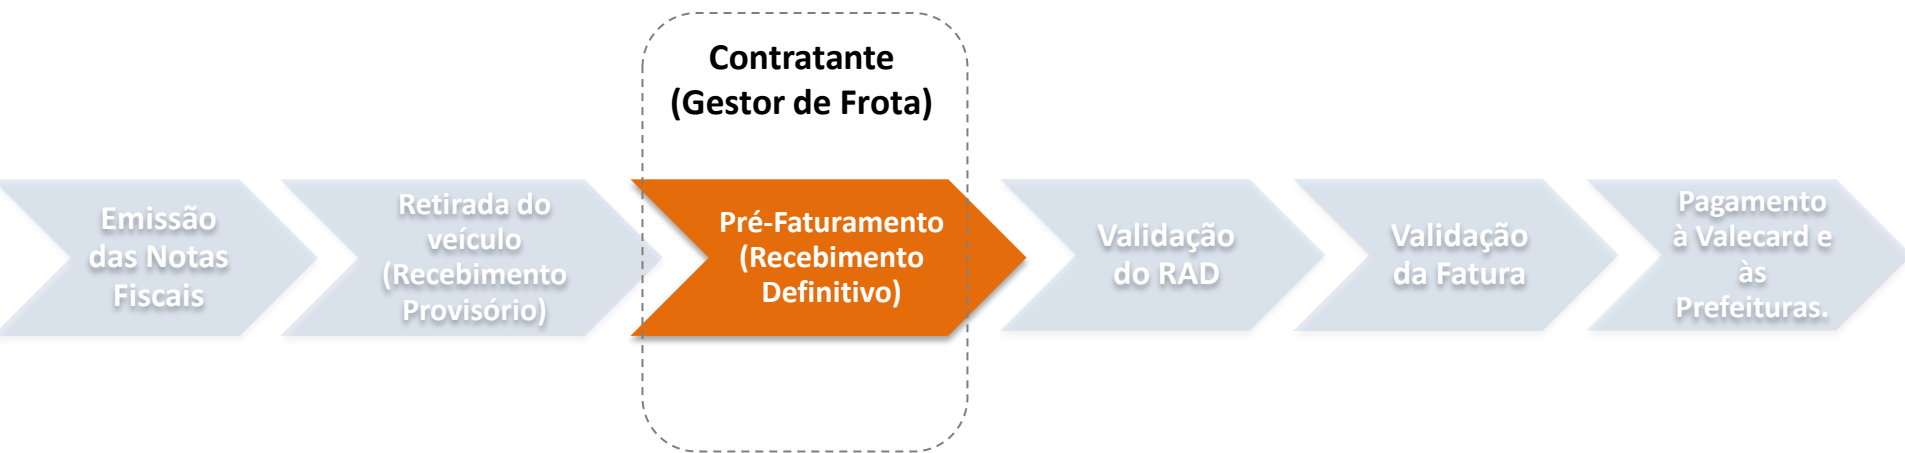 Contratante
(Gestor de Frota)
Emissão
das Notas
Fiscais
Retirada do
veículo
(Recebimento
Provisório)
Pré-Faturamento
(Recebimento
Definitivo)
Validação
do RAD
Validação
da Fatura
Pagamento
à Valecard e
às
Prefeituras.